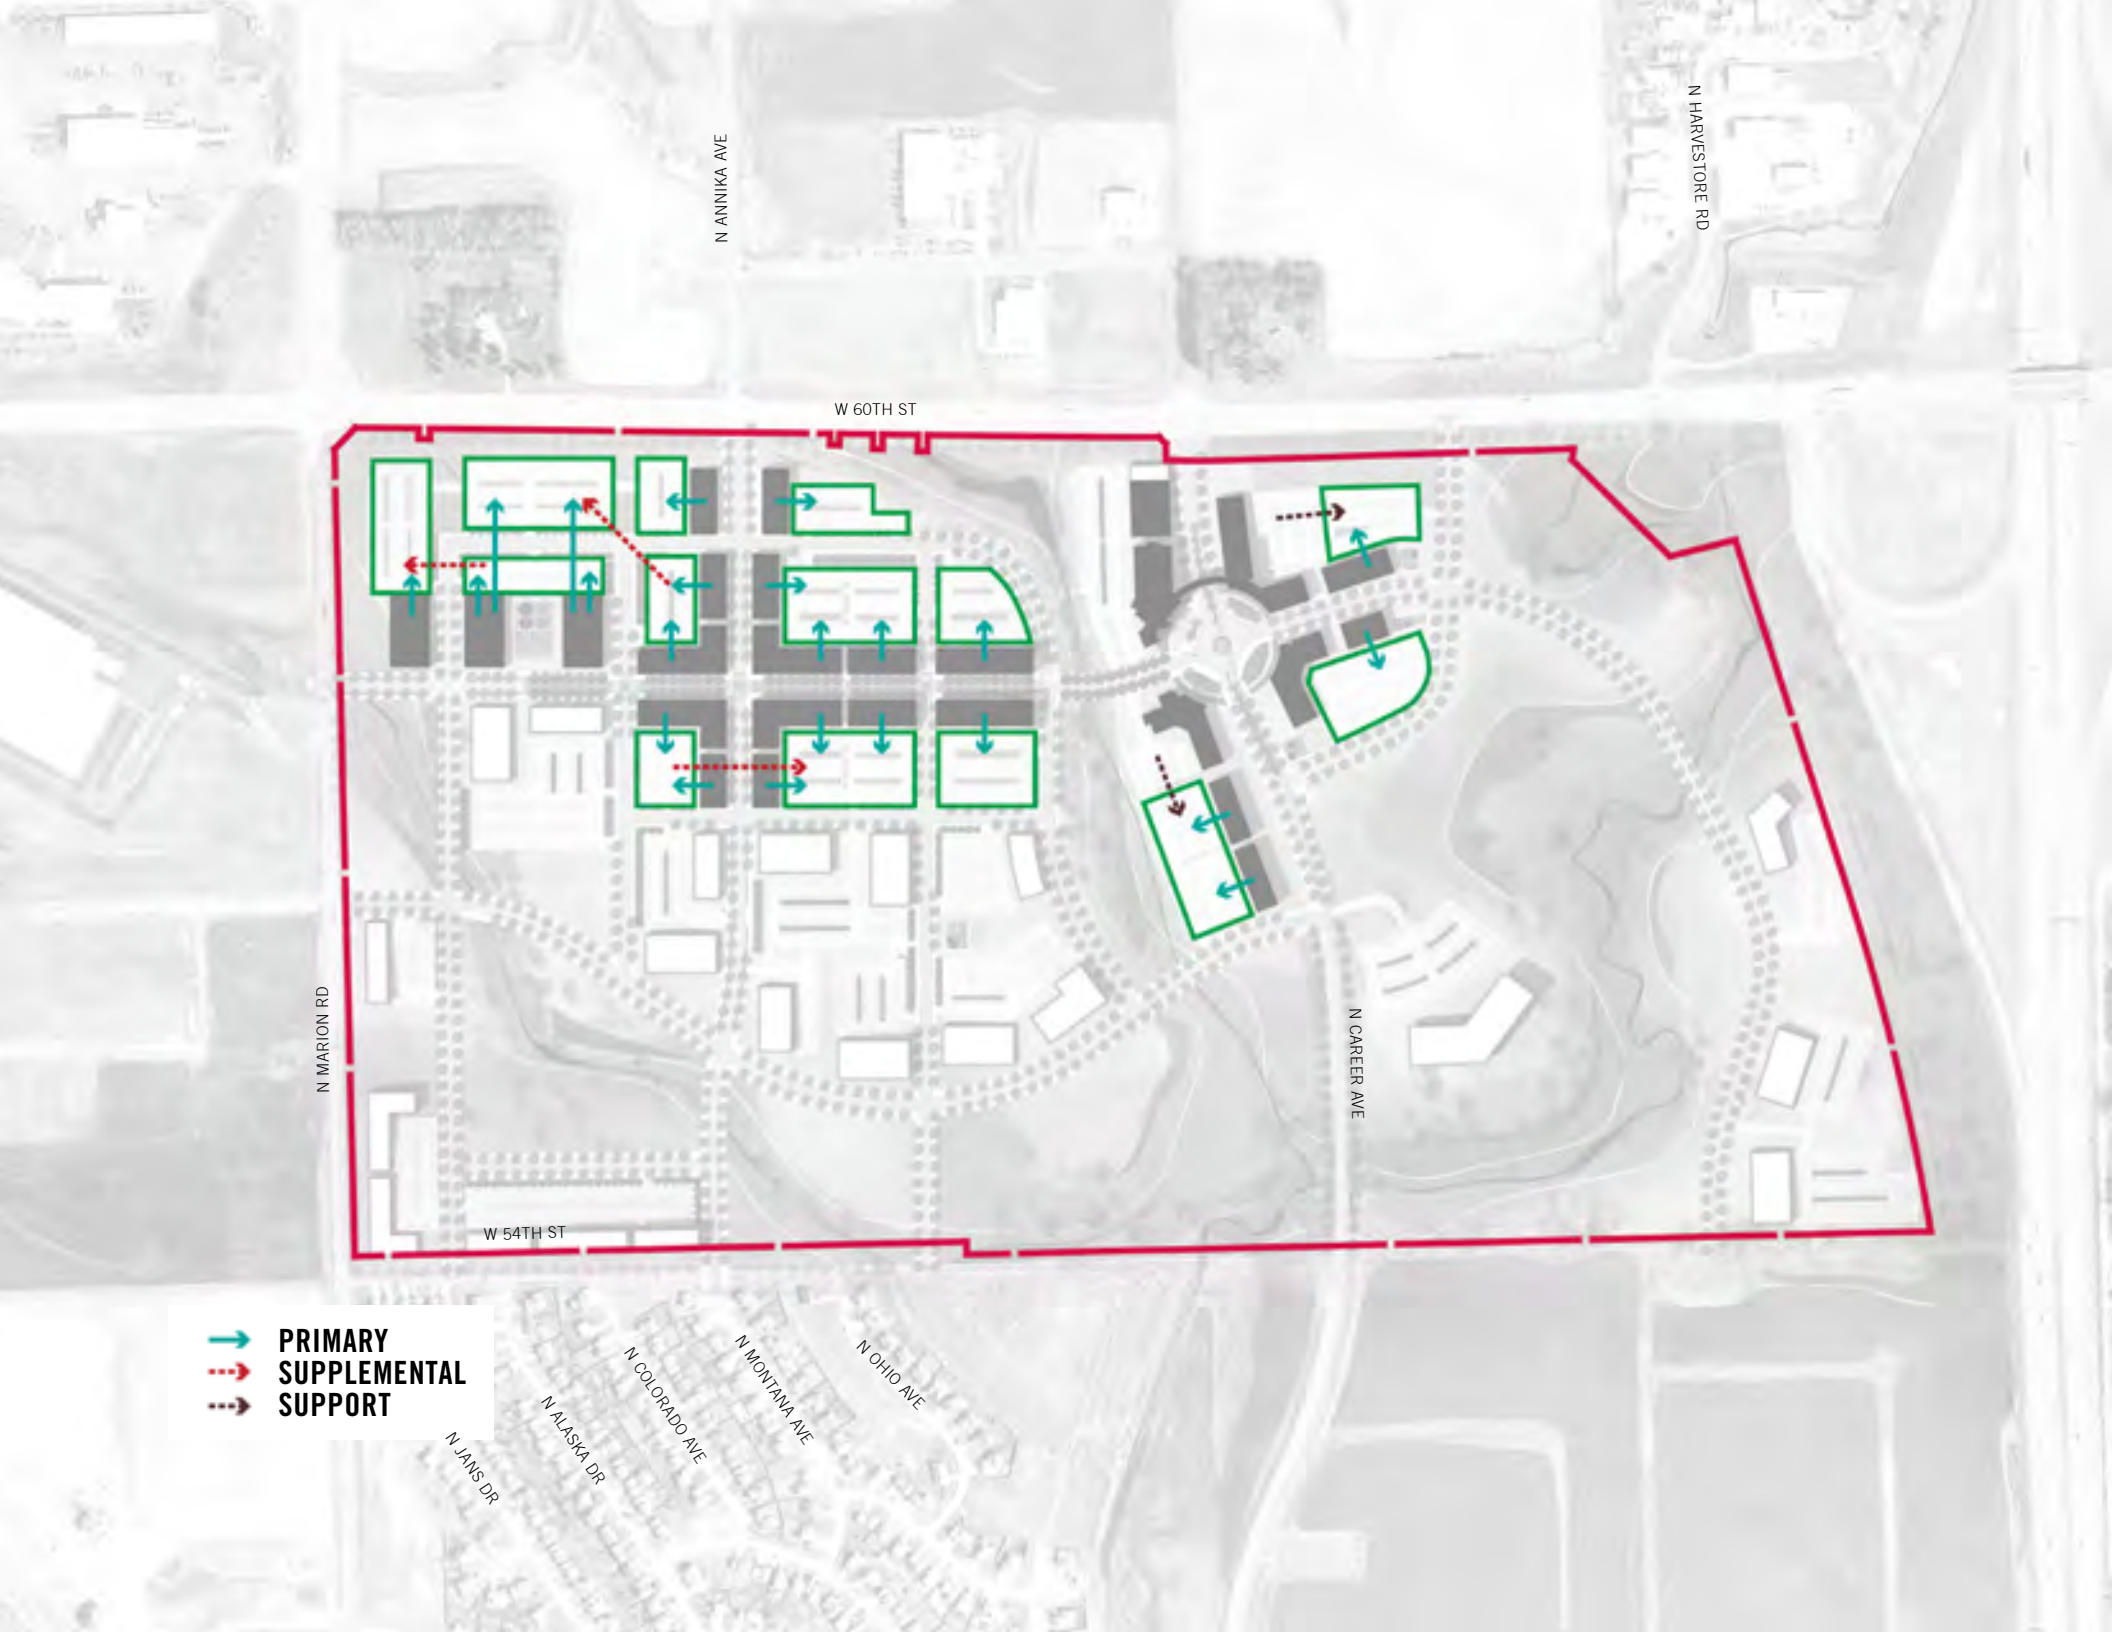 N HARVESTORE RD
N ANNIKA AVE
W 60TH ST
N MARION RD
N CAREER AVE
W 54TH ST
PRIMARY
SUPPLEMENTAL
SUPPORT
N JANS DR
N ALASKA DR
N COLORADO AVE
N MONTANA AVE
N OHIO AVE